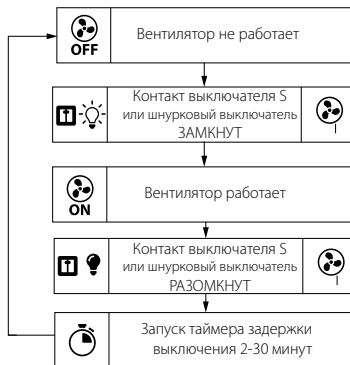 OFF
Вентилятор не работает
Контакт выключателя S
или шнурковый выключатель
ЗАМКНУТ
ON
Вентилятор работает
Контакт выключателя S
или шнурковый выключатель
РАЗОМКНУТ
Запуск таймера задержки
выключения 2-30 минут